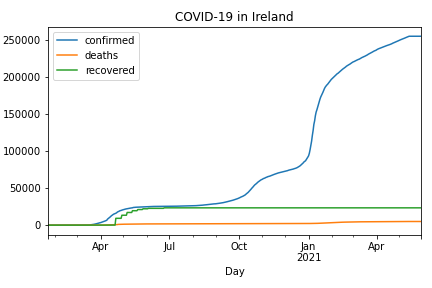 COVID-19 in Ireland
confirmed
deaths
recovered
250000
200000
150000
100000
50000
0
Apr Jul Oct Jan Apr
2021
Day